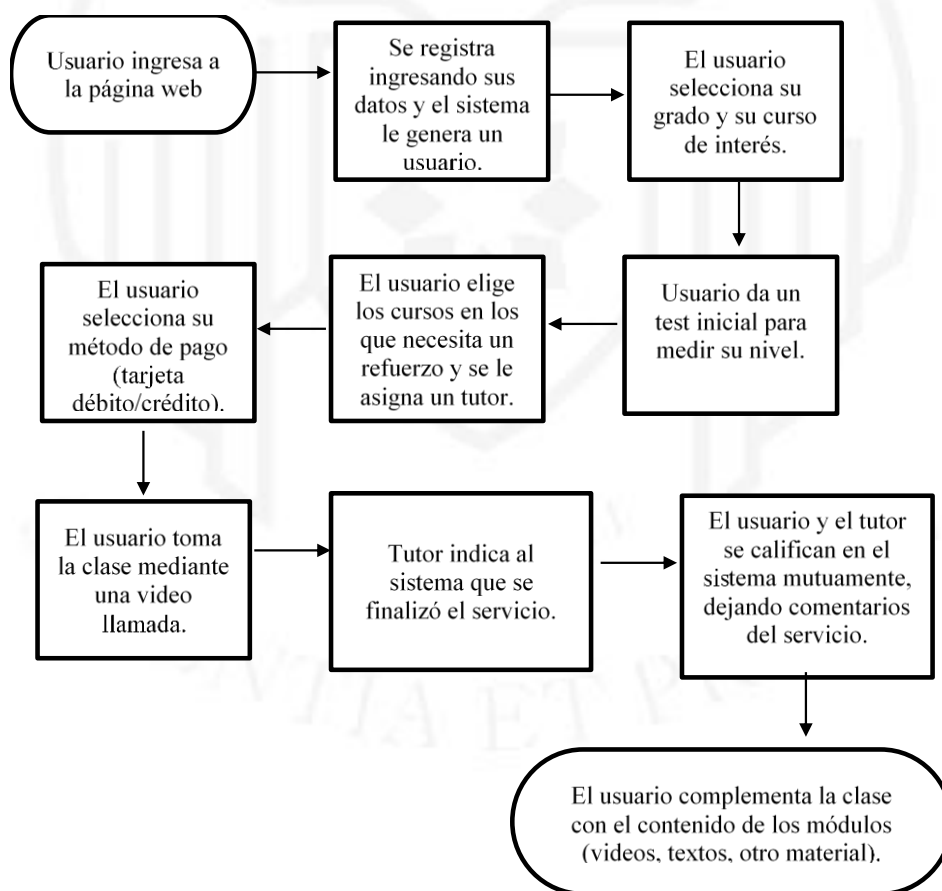 Usuario ingresa a
la página web
Se registra
ingresando sus
datos y el sistema
le genera un
usuario.
El usuario
selecciona su
grado y su curso
de interés.
Usuario da un
test inicial para
medir su nivel.
El usuario elige
los cursos en los
que necesita un
refuerzo y se le
asigna un tutor.
El usuario
selecciona su
método de pago
(tarjeta
débito/crédito).
El usuario toma
la clase mediante
una video
llamada.
Tutor indica al
sistema que se
finalizó el servicio.
El usuario y el tutor
se califican en el
sistema mutuamente,
dejando comentarios
del servicio.
El usuario complementa la clase
con el contenido de los módulos
(videos, textos, otro material).